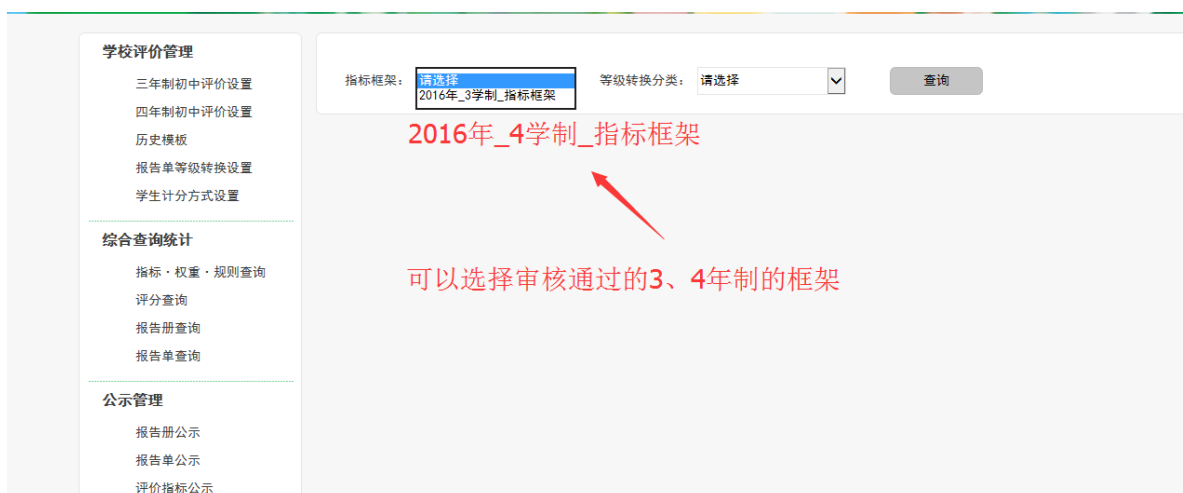 学校评价管理
三年制初中评价设置
四年制初中评价设置
历史模板
报告单等级转换设置
学生计分方式设置
综合查询统计
指标·权重·规则查询
评分查询
报告册查询
报告单查询
公示管理
报告册公示
报告单公示
评价指标公示
指标框架： 请选择 等级转换分类： 请选择 查询
2016年_3学制_指标框架
2016年_4学制_指标框架
可以选择审核通过的3、4年制的框架